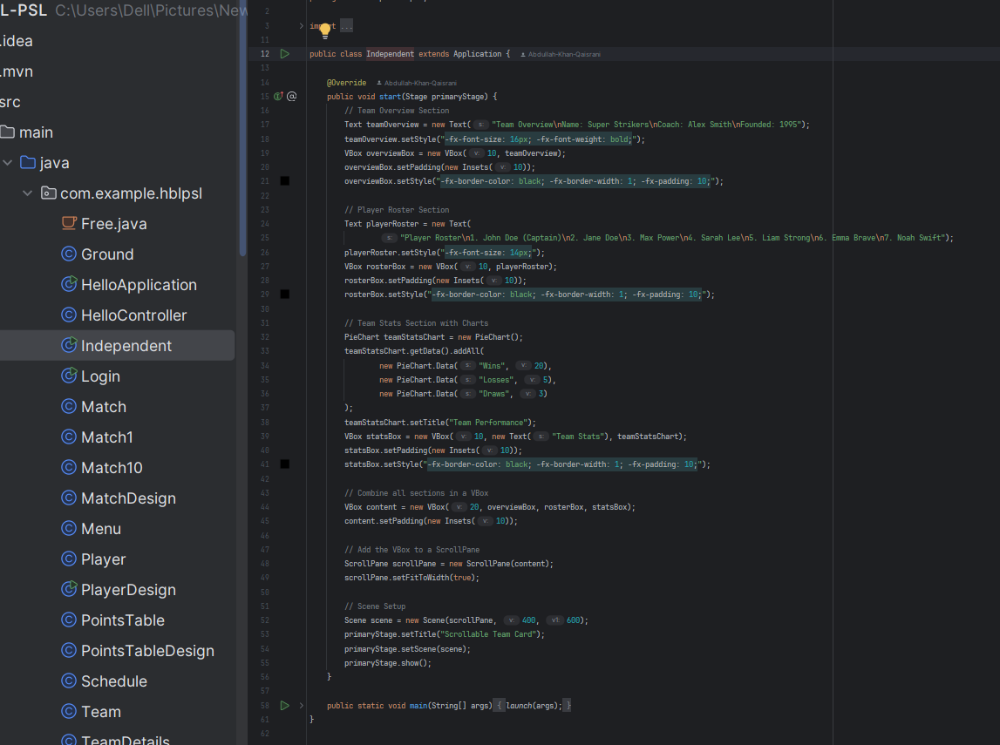 L-PSL C:\Users\Dell\Pictures\New
.idea
.mvn
src
main
java
com.example.hblpsl
Free.java
Ground
HelloApplication
HelloController
Independent
Login
Match
Match1
Match10
MatchDesign
Menu
Player
PlayerDesign
PointsTable
PointsTableDesign
Schedule
Team
TeamDetails
2
3 import ...
11
12 public class Independent extends Application { Abdullah-Khan-Qaisrani
13
14 @Override Abdullah-Khan-Qaisrani
15 public void start(Stage primaryStage) {
16 // Team Overview Section
17 Text teamOverview = new Text( s: "Team Overview\nName: Super Strikers\nCoach: Alex Smith\nFounded: 1995");
18 teamOverview.setStyle("-fx-font-size: 16px; -fx-font-weight: bold;");
19 VBox overviewBox = new VBox( v: 10, teamOverview);
20 overviewBox.setPadding(new Insets( v: 10));
21 overviewBox.setStyle("-fx-border-color: black; -fx-border-width: 1; -fx-padding: 10;");
22
23 // Player Roster Section
24 Text playerRoster = new Text(
25 s: "Player Roster\n1. John Doe (Captain)\n2. Jane Doe\n3. Max Power\n4. Sarah Lee\n5. Liam Strong\n6. Emma Brave\n7. Noah Swift");
26 playerRoster.setStyle("-fx-font-size: 14px;");
27 VBox rosterBox = new VBox( v: 10, playerRoster);
28 rosterBox.setPadding(new Insets( v: 10));
29 rosterBox.setStyle("-fx-border-color: black; -fx-border-width: 1; -fx-padding: 10;");
30
31 // Team Stats Section with Charts
32 PieChart teamStatsChart = new PieChart();
33 teamStatsChart.getData().addAll(
34 new PieChart.Data( s: "Wins", v: 20),
35 new PieChart.Data( s: "Losses", v: 5),
36 new PieChart.Data( s: "Draws", v: 3)
37 );
38 teamStatsChart.setTitle("Team Performance");
39 VBox statsBox = new VBox( v: 10, new Text( s: "Team Stats"), teamStatsChart);
40 statsBox.setPadding(new Insets( v: 10));
41 statsBox.setStyle("-fx-border-color: black; -fx-border-width: 1; -fx-padding: 10;");
42
43 // Combine all sections in a VBox
44 VBox content = new VBox( v: 20, overviewBox, rosterBox, statsBox);
45 content.setPadding(new Insets( v: 10));
46
47 // Add the VBox to a ScrollPane
48 ScrollPane scrollPane = new ScrollPane(content);
49 scrollPane.setFitToWidth(true);
50
51 // Scene Setup
52 Scene scene = new Scene(scrollPane, v: 400, v1: 600);
53 primaryStage.setTitle("Scrollable Team Card");
54 primaryStage.setScene(scene);
55 primaryStage.show();
56 }
57
58 public static void main(String[] args) { launch(args); }
61 }
62